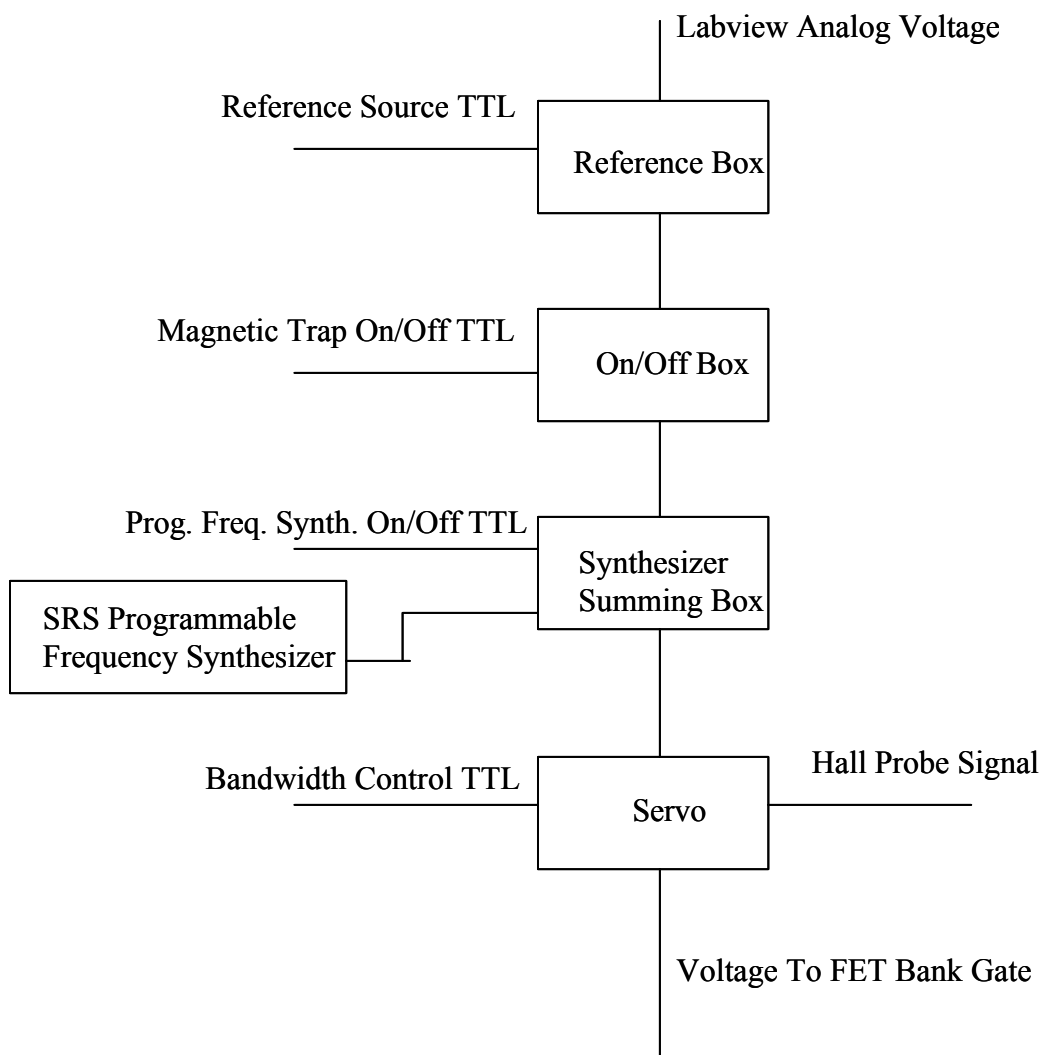 Labview Analog Voltage
Reference Source TTL
Reference Box
Magnetic Trap On/Off TTL
On/Off Box
Prog. Freq. Synth. On/Off TTL
Synthesizer
Summing Box
SRS Programmable
Frequency Synthesizer
Bandwidth Control TTL
Servo
Hall Probe Signal
Voltage To FET Bank Gate